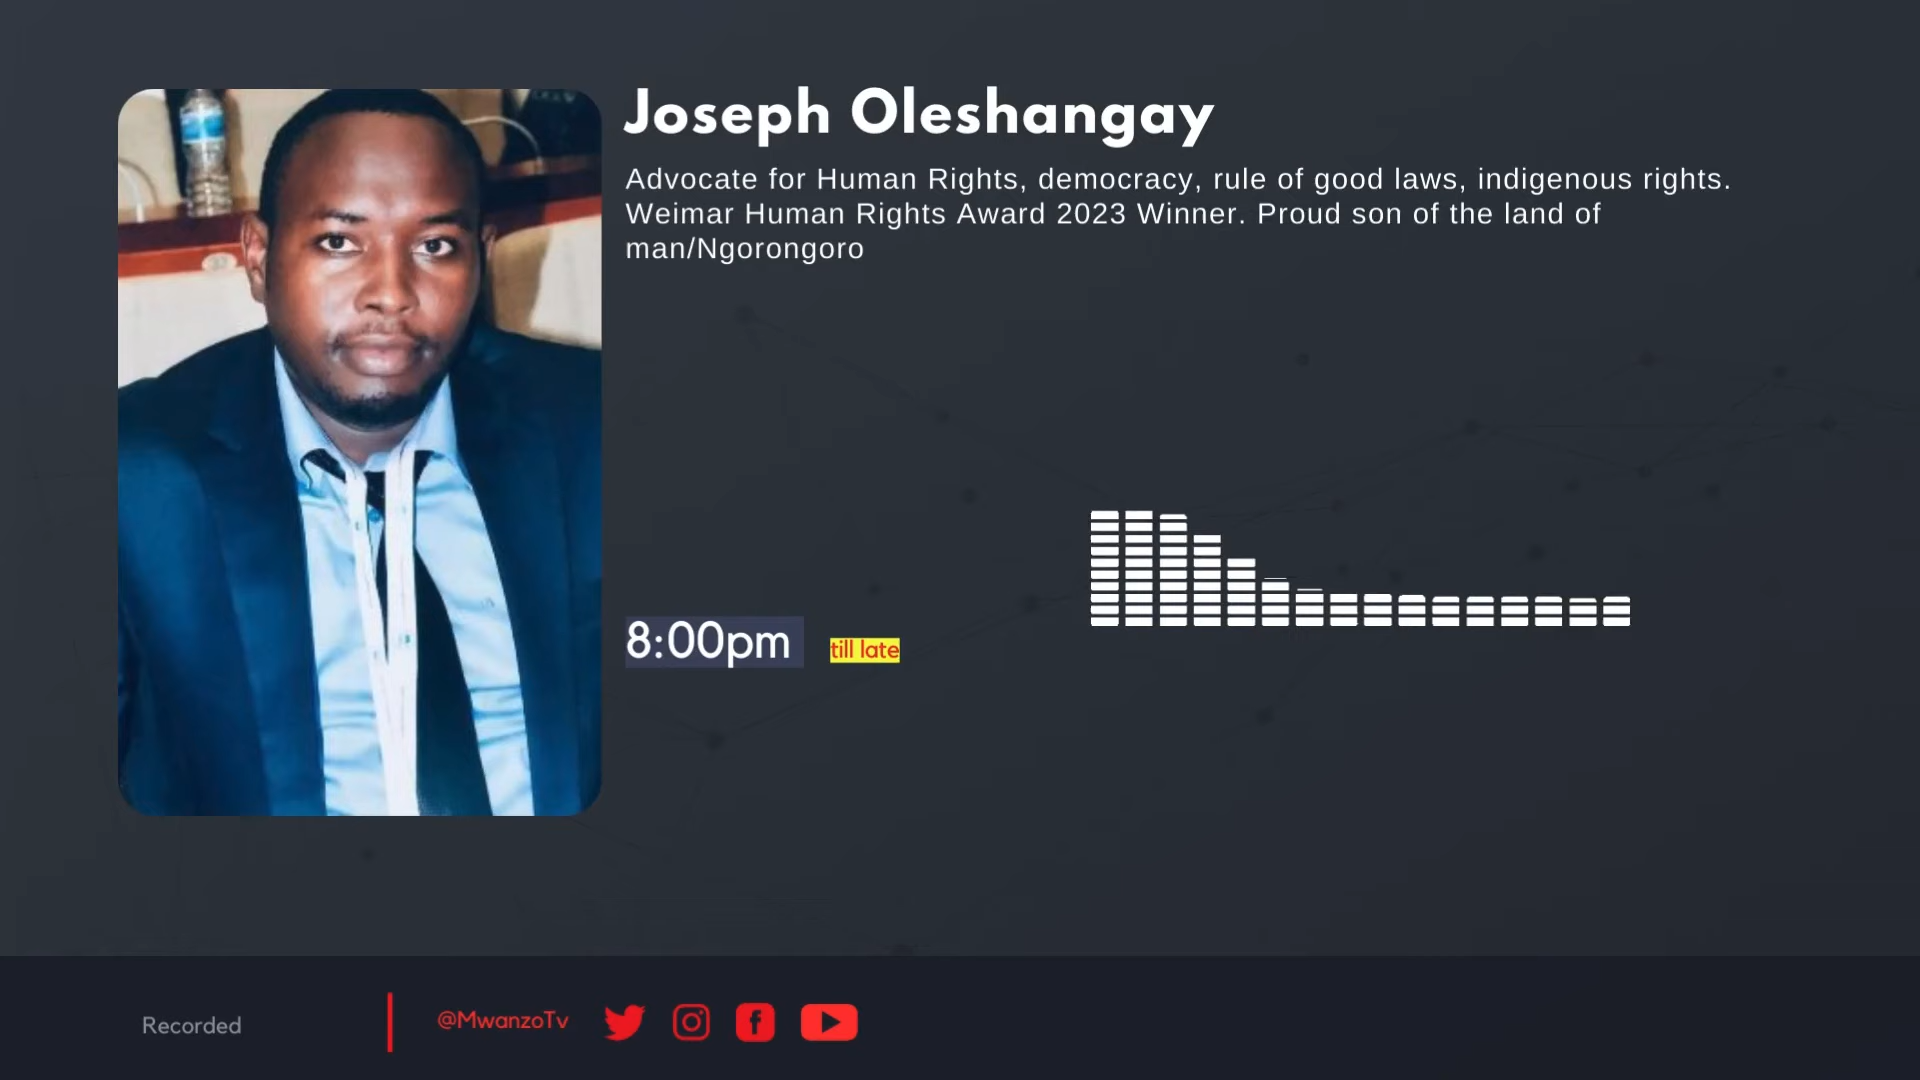 Joseph Oleshangay
Advocate for Human Rights, democracy, rule of good laws, indigenous rights.
Weimar Human Rights Award 2023 Winner. Proud son of the land of
man/Ngorongoro
8:00pm till late
Recorded
@MwanzoTv